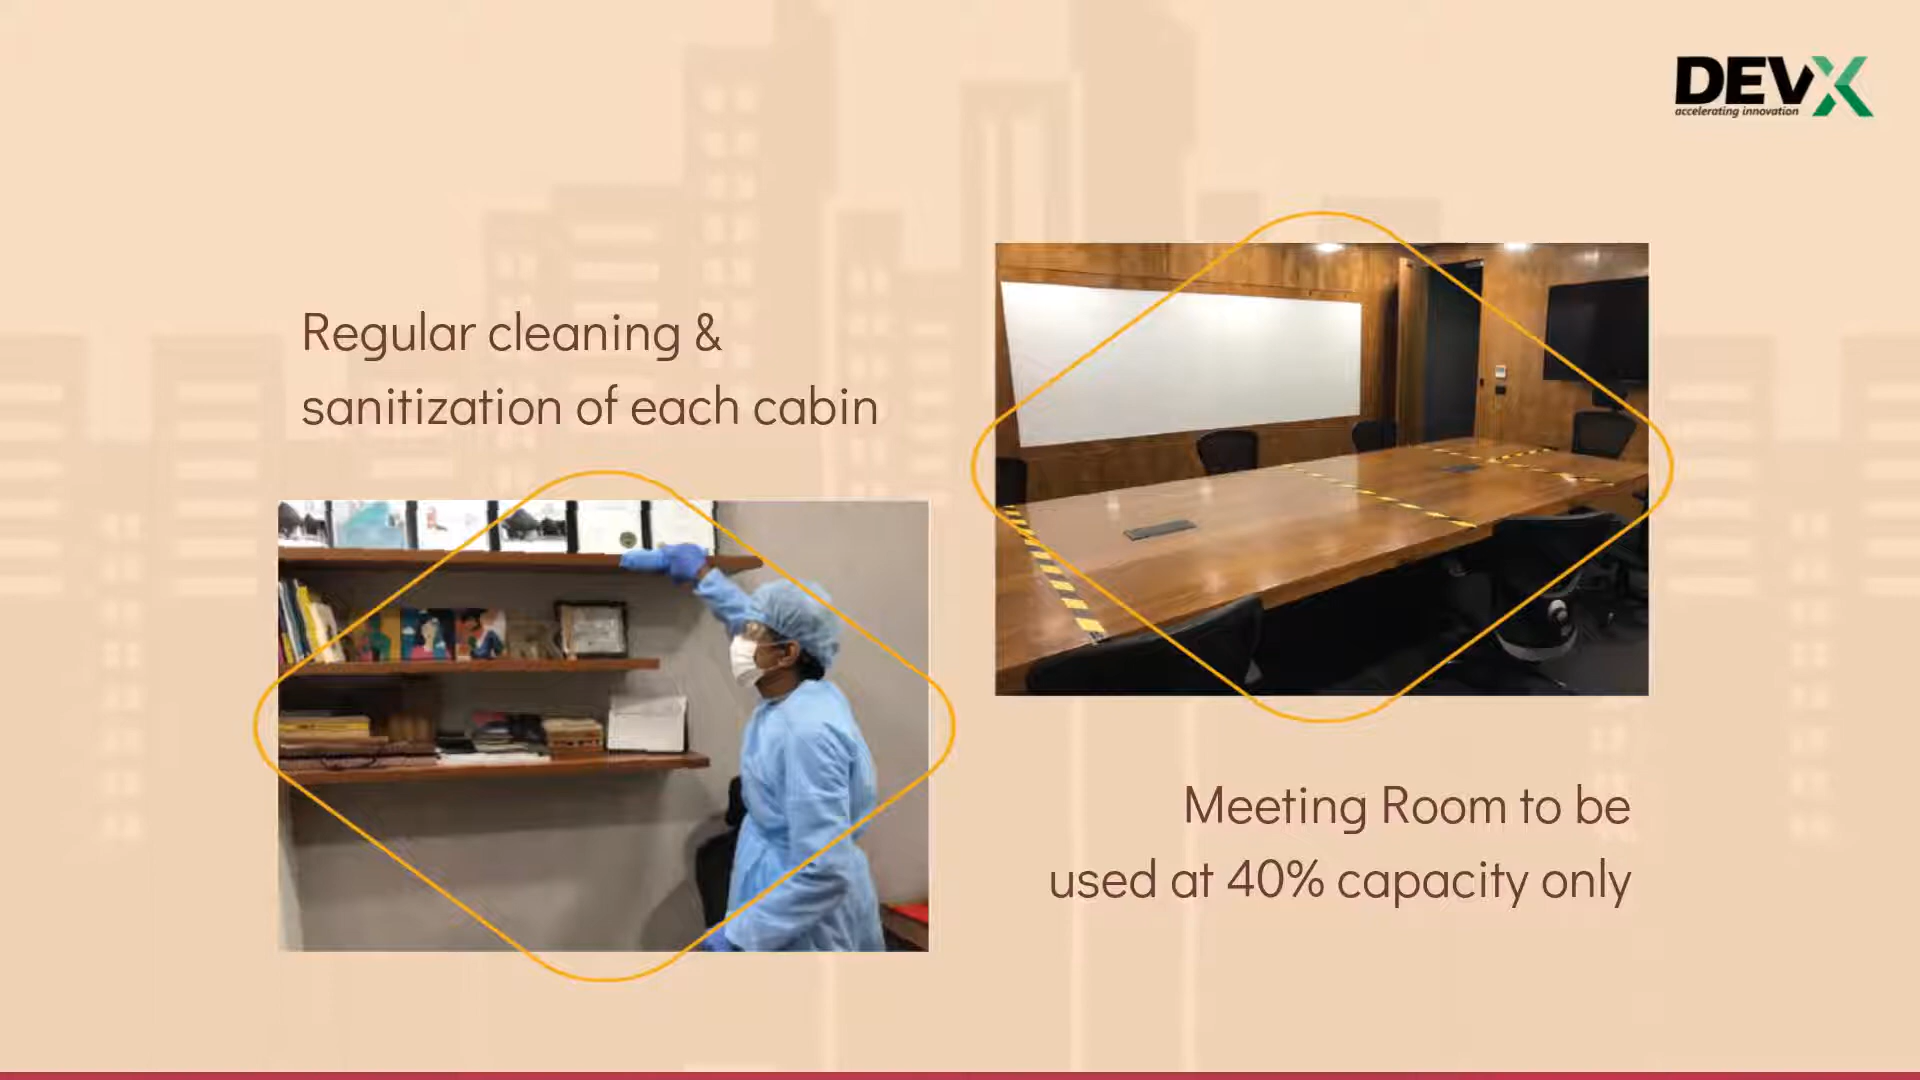 DEVX
accelerating innovation
Regular cleaning &
sanitization of each cabin
Meeting Room to be
used at 40% capacity only